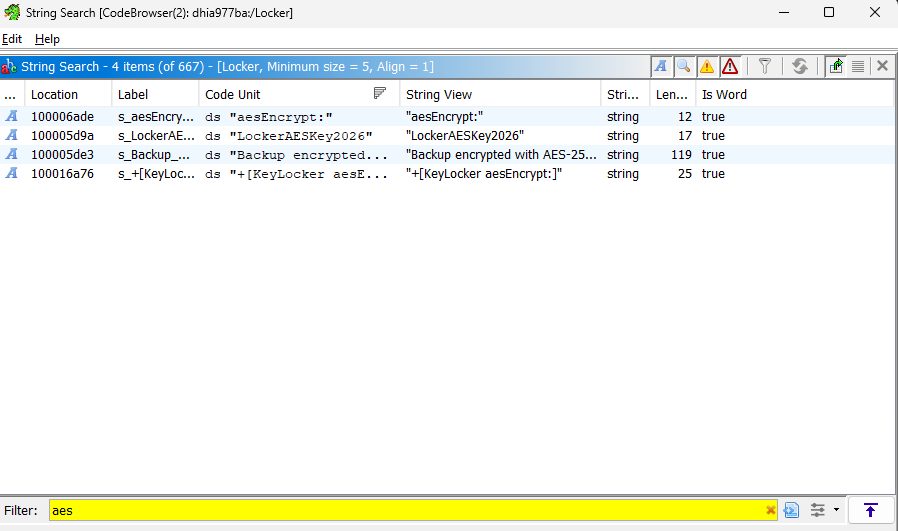 String Search [CodeBrowser(2): dhia977ba:/Locker]
Edit Help
String Search - 4 items (of 667) - [Locker, Minimum size = 5, Align = 1]
... Location Label Code Unit String View Stri... Len... Is Word
A 100006ade s_aesEncry... ds "aesEncrypt:" "aesEncrypt:" string 12 true
A 100005d9a s_LockerAE... ds "LockerAESKey2026" "LockerAESKey2026" string 17 true
A 100005de3 s_Backup_... ds "Backup encrypted... "Backup encrypted with AES-25... string 119 true
A 100016a76 s_+[KeyLoc... ds "+[KeyLocker aesE... "+[KeyLocker aesEncrypt:]" string 25 true
Filter: aes